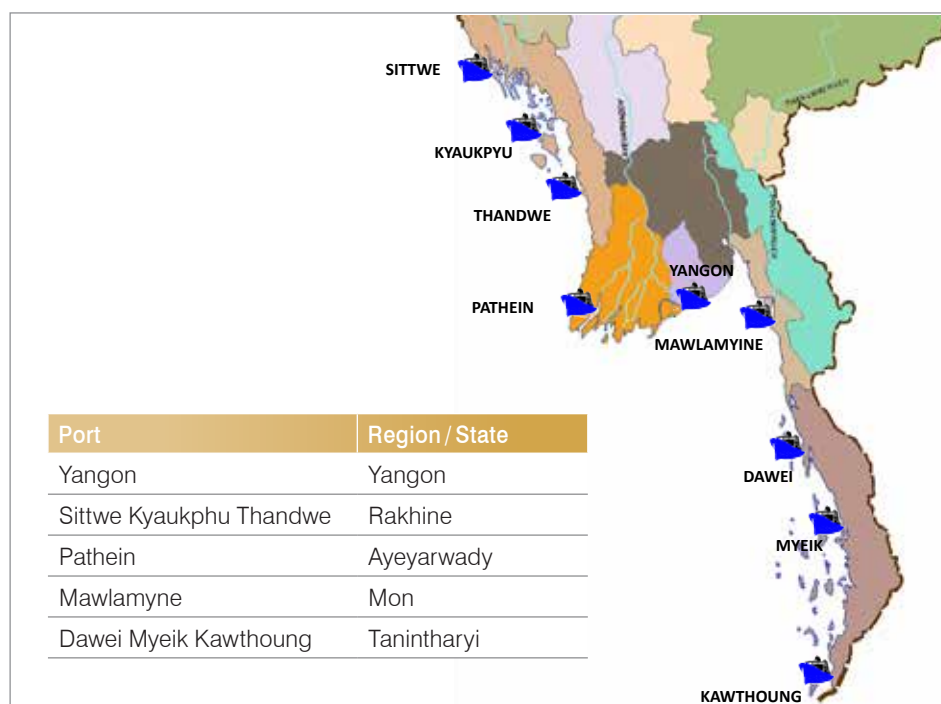 SITTWE
KYAUKPYU
THANDWE
AYEYARWADY
YANGON
PATHEIN
MAWLAMYINE
DAWEI
MYEIK
KAWTHOUNG
Port Region / State
Yangon Yangon
Sittwe Kyaukphu Thandwe Rakhine
Pathein Ayeyarwady
Mawlamyne Mon
Dawei Myeik Kawthoung Tanintharyi